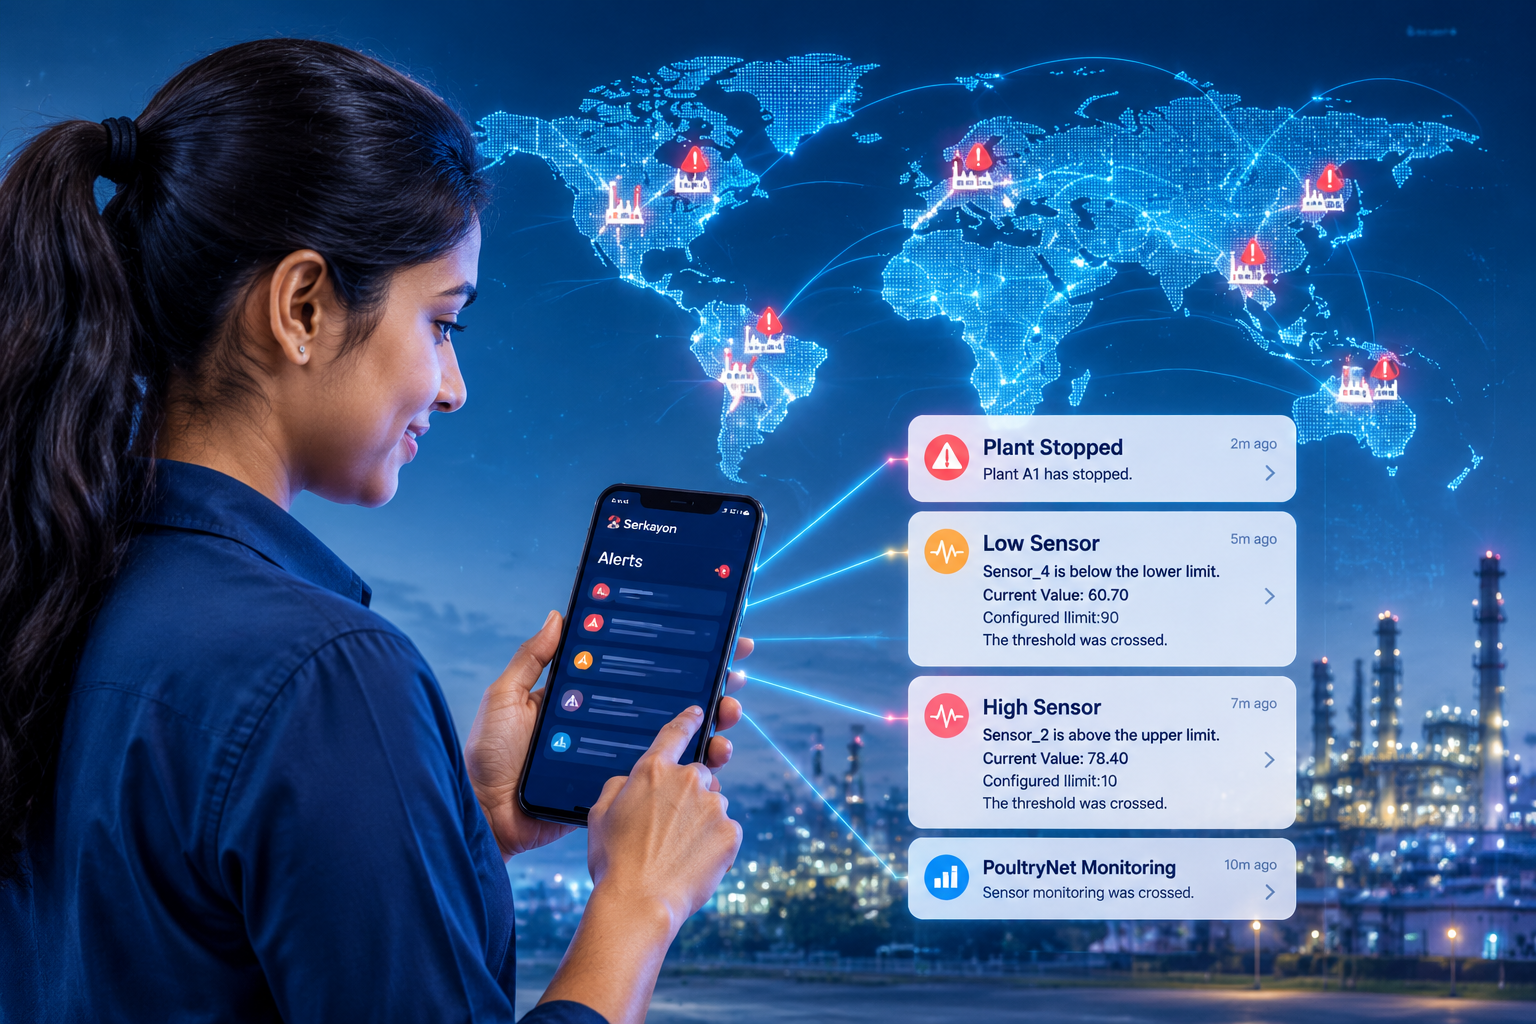 Serkayon
Alerts
Plant Stopped
2m ago
Plant A1 has stopped.
Low Sensor
5m ago
Sensor_4 is below the lower limit.
Current Value: 60.70
Configured llimit:90
The threshold was crossed.
High Sensor
7m ago
Sensor_2 is above the upper limit.
Current Value: 78.40
Configured llimit:10
The threshold was crossed.
PoultryNet Monitoring
10m ago
Sensor monitoring was crossed.